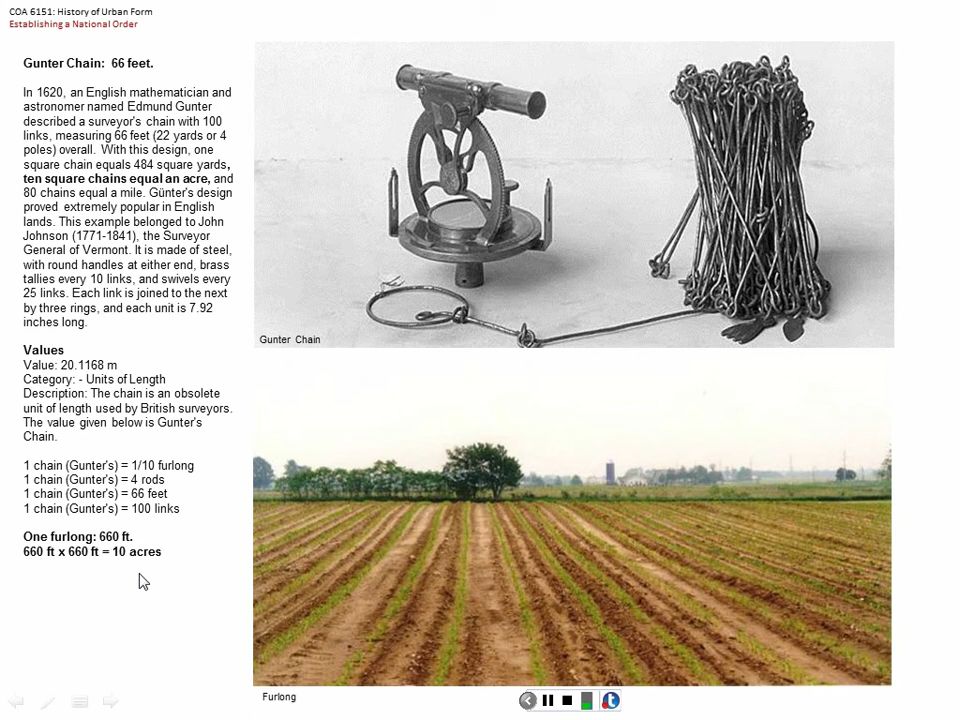 COA 6151: History of Urban Form
Establishing a National Order
Gunter Chain: 66 feet.
In 1620, an English mathematician and
astronomer named Edmund Gunter
described a surveyor's chain with 100
links, measuring 66 feet (22 yards or 4
poles) overall. With this design, one
square chain equals 484 square yards,
ten square chains equal an acre, and
80 chains equal a mile. Günter's design
proved extremely popular in English
lands. This example belonged to John
Johnson (1771-1841), the Surveyor
General of Vermont. It is made of steel,
with round handles at either end, brass
tallies every 10 links, and swivels every
25 links. Each link is joined to the next
by three rings, and each unit is 7.92
inches long.
Values
Value: 20.1168 m
Category: - Units of Length
Description: The chain is an obsolete
unit of length used by British surveyors.
The value given below is Gunter's
Chain.
1 chain (Gunter's) = 1/10 furlong
1 chain (Gunter's) = 4 rods
1 chain (Gunter's) = 66 feet
1 chain (Gunter's) = 100 links
One furlong: 660 ft.
660 ft x 660 ft = 10 acres
Gunter Chain
Furlong
t